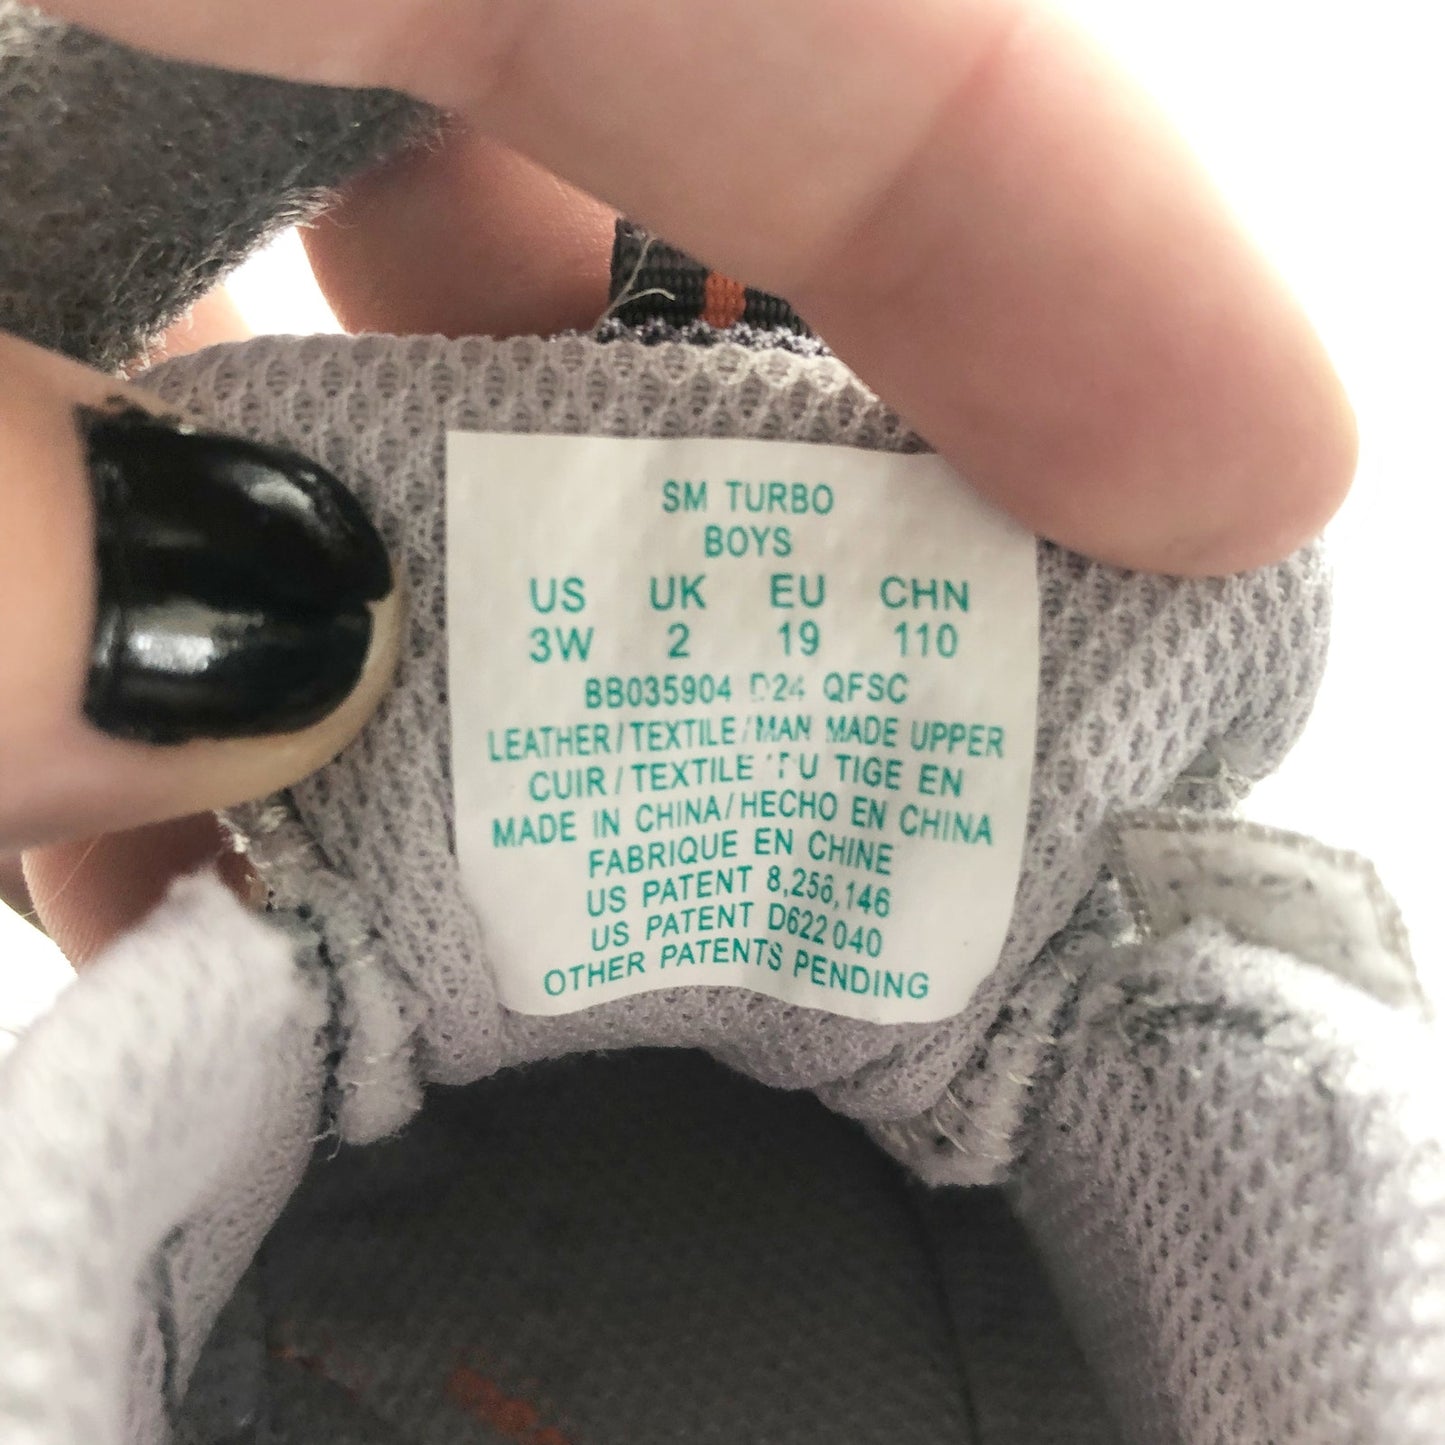 SM TURBO
BOYS
US UK EU CHN
3W 2 19 110
BB035904 D24 QFSC
LEATHER/TEXTILE/MAN MADE UPPER
CUIR/TEXTILE TIGE EN
MADE IN CHINA/HECHO EN CHINA
FABRIQUE EN CHINE
US PATENT 8,256,146
US PATENT D622 040
OTHER PATENTS PENDING